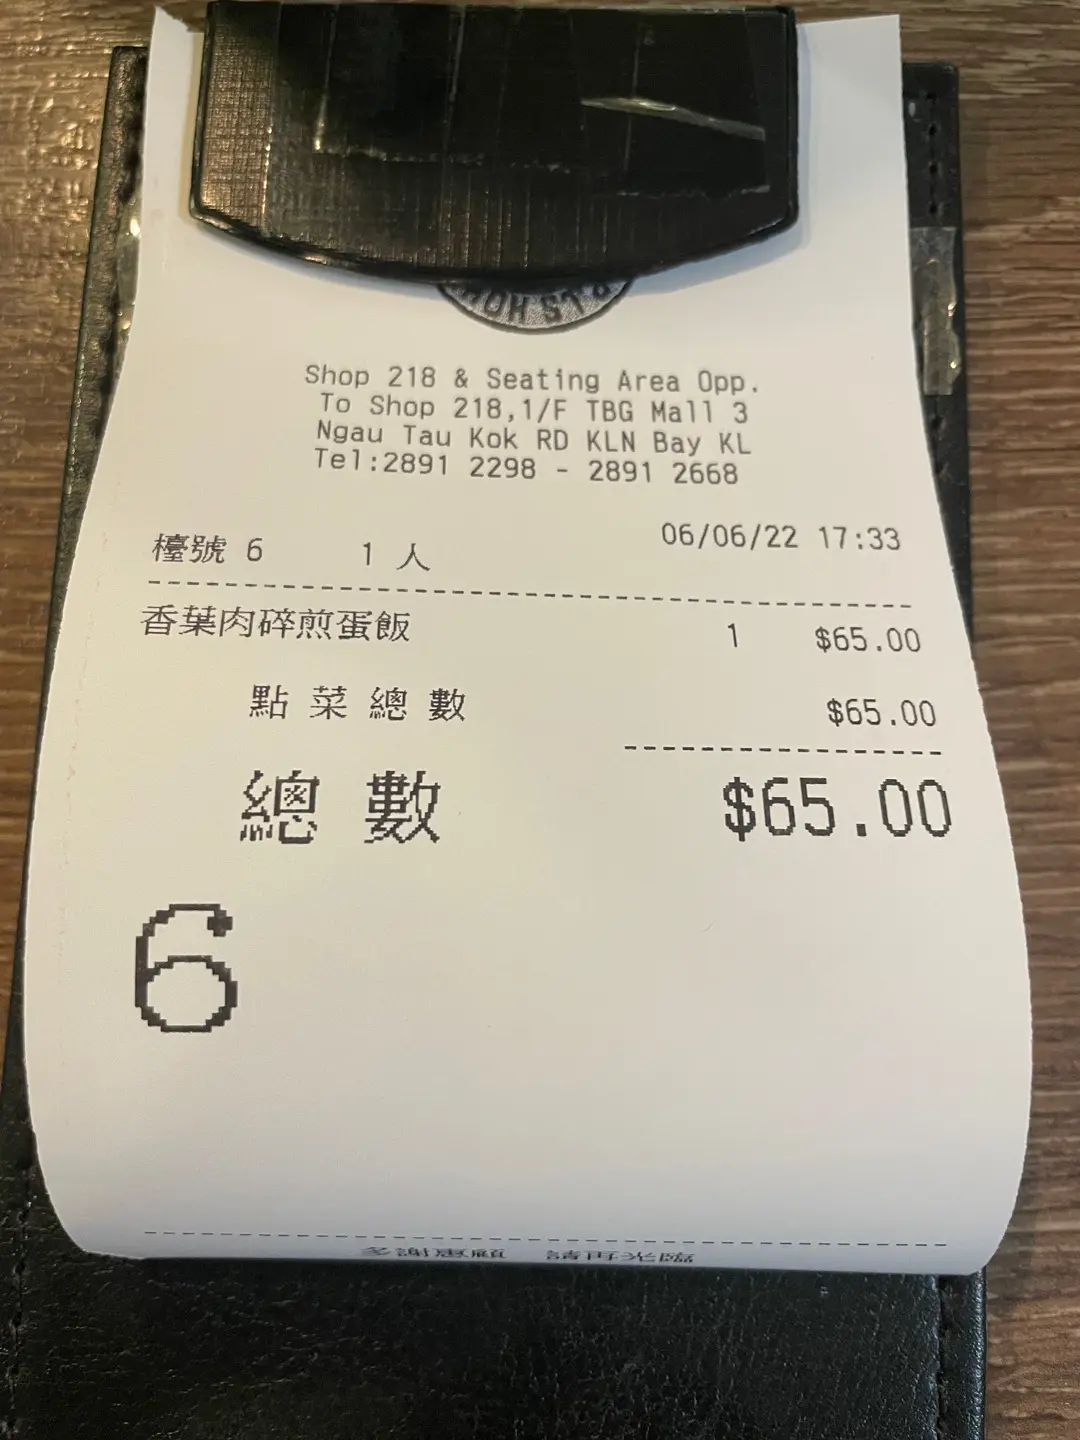 Shop 218 & Seating Area Opp.
To Shop 218,1/F TBG Mall 3
Ngau Tau Kok RD KLN Bay KL
Tel:2891 2298 - 2891 2668
檯號 6 1 人 06/06/22 17:33
香葉肉碎煎蛋飯 1 $65.00
點菜總數 $65.00
總數 $65.00
6